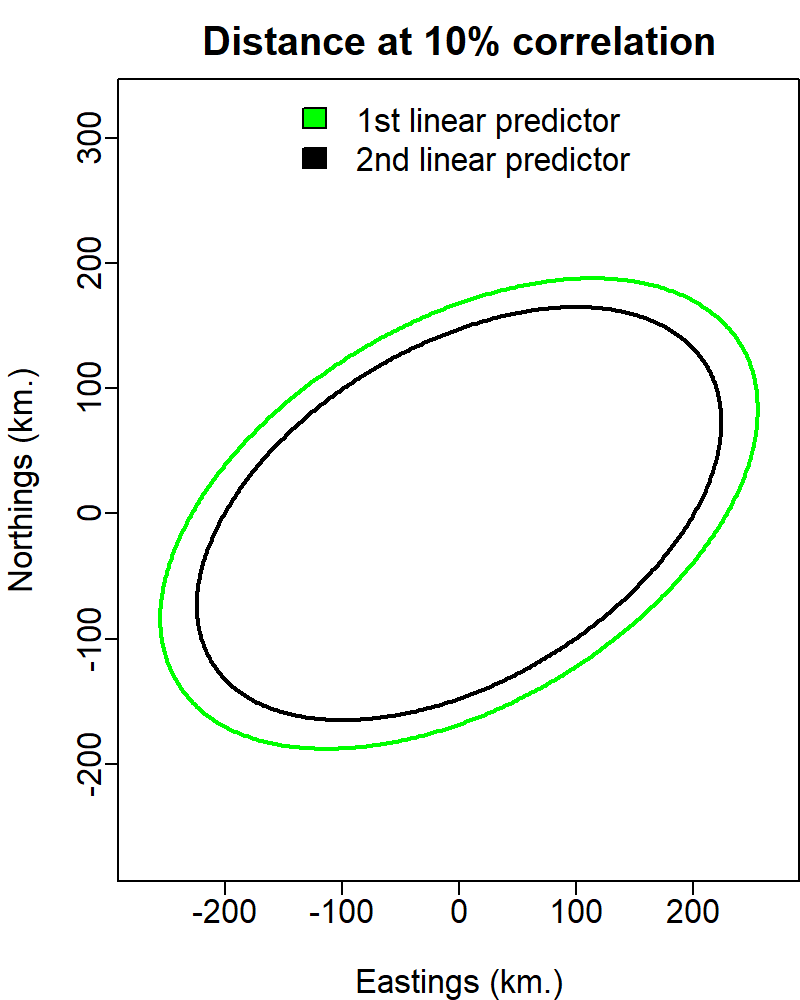 Distance at 10% correlation
1st linear predictor
2nd linear predictor
300
200
100
0
-100
-200
Northings (km.)
-200 -100 0 100 200
Eastings (km.)